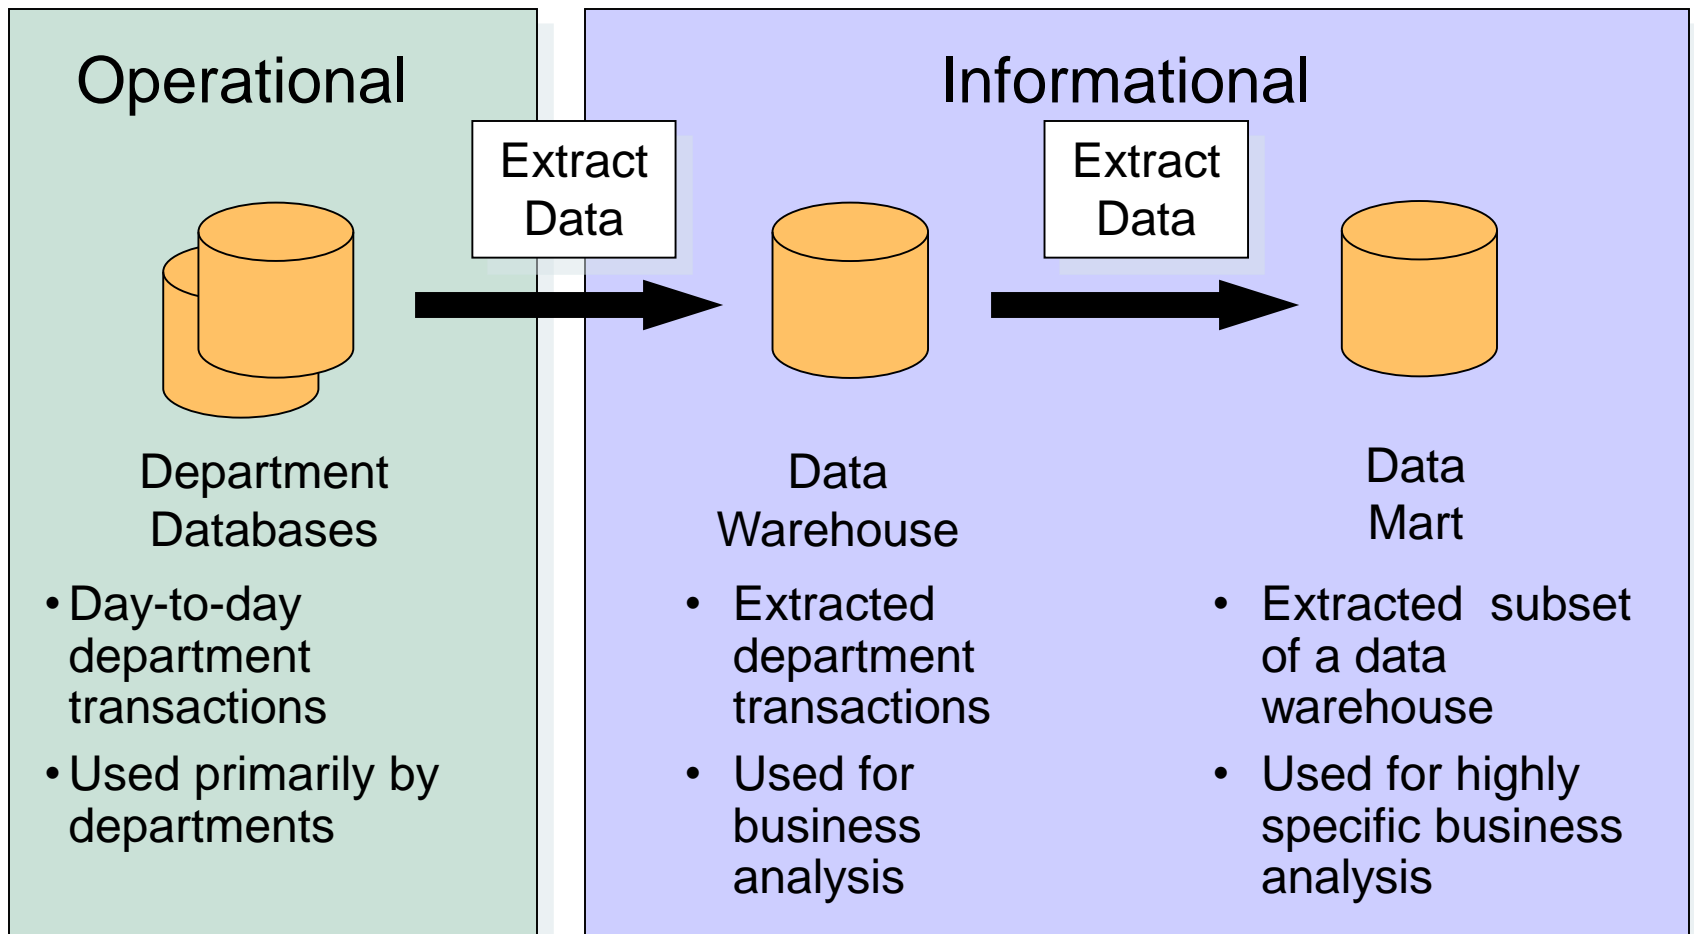 Operational
Informational
Extract
Data
Extract
Data
Department
Databases
• Day-to-day
department
transactions
• Used primarily by
departments
Data
Warehouse
• Extracted
department
transactions
• Used for
business
analysis
Data
Mart
• Extracted subset
of a data
warehouse
• Used for highly
specific business
analysis